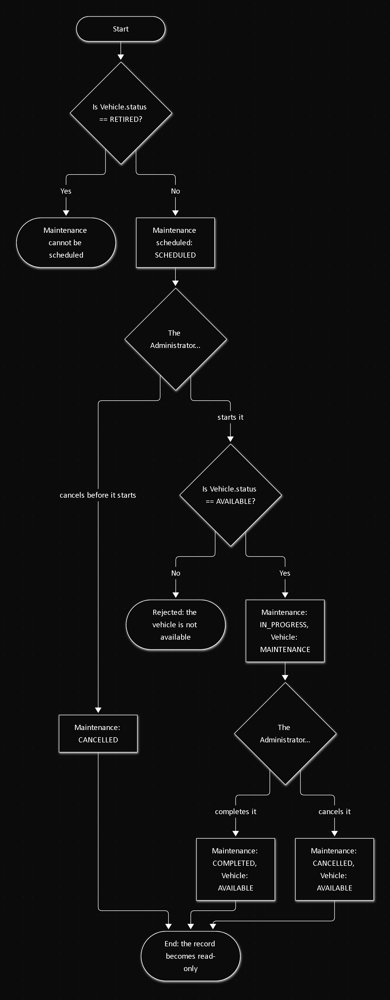 Start
Is Vehicle.status
== RETIRED?
Yes
No
Maintenance
cannot be
scheduled
Maintenance
scheduled:
SCHEDULED
The
Administrator...
starts it
cancels before it starts
Is Vehicle.status
== AVAILABLE?
No
Yes
Rejected: the
vehicle is not
available
Maintenance:
IN_PROGRESS,
Vehicle:
MAINTENANCE
Maintenance:
CANCELLED
The
Administrator...
completes it
cancels it
Maintenance:
COMPLETED,
Vehicle:
AVAILABLE
Maintenance:
CANCELLED,
Vehicle:
AVAILABLE
End: the record
becomes read-
only